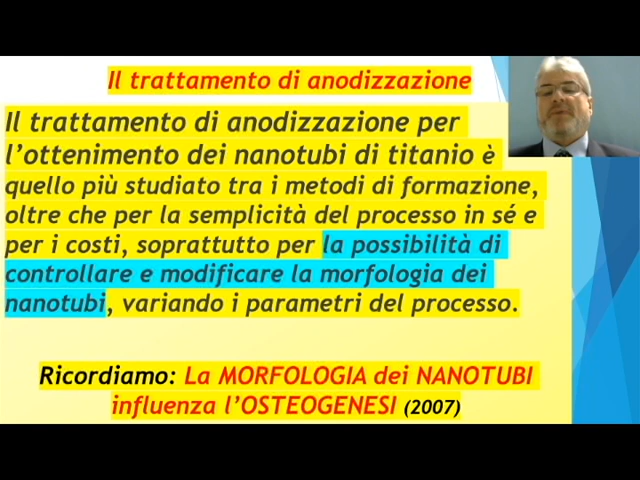 Il trattamento di anodizzazione
Il trattamento di anodizzazione per
l’ottenimento dei nanotubi di titanio è
quello più studiato tra i metodi di formazione,
oltre che per la semplicità del processo in sé e
per i costi, soprattutto per la possibilità di
controllare e modificare la morfologia dei
nanotubi, variando i parametri del processo.
Ricordiamo: La MORFOLOGIA dei NANOTUBI
influenza l’OSTEOGENESI (2007)